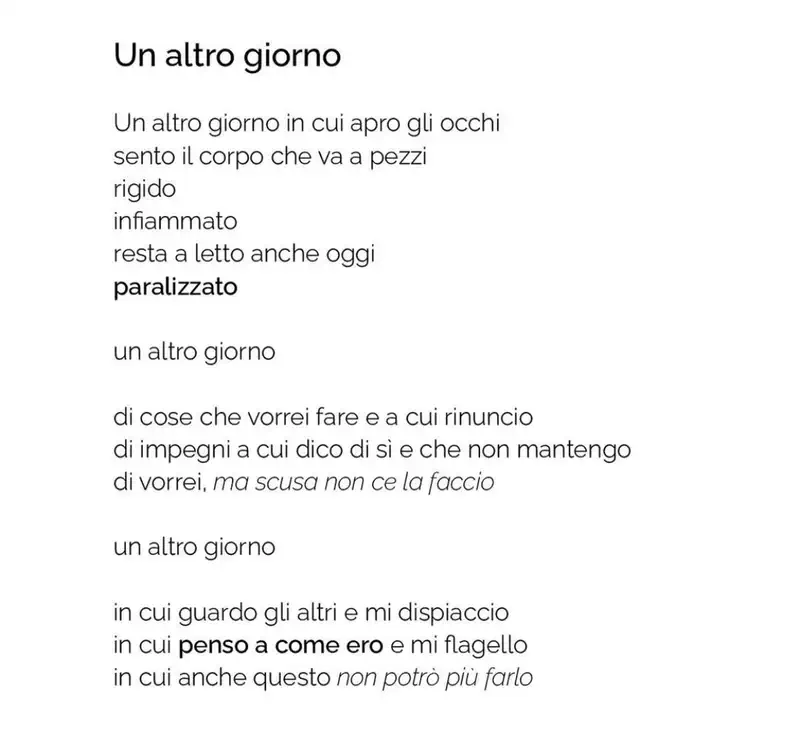 Un altro giorno
Un altro giorno in cui apro gli occhi
sento il corpo che va a pezzi
rigido
infiammato
resta a letto anche oggi
paralizzato
un altro giorno
di cose che vorrei fare e a cui rinuncio
di impegni a cui dico di sì e che non mantengo
di vorrei, ma scusa non ce la faccio
un altro giorno
in cui guardo gli altri e mi dispiaccio
in cui penso a come ero e mi flagello
in cui anche questo non potrò più farlo